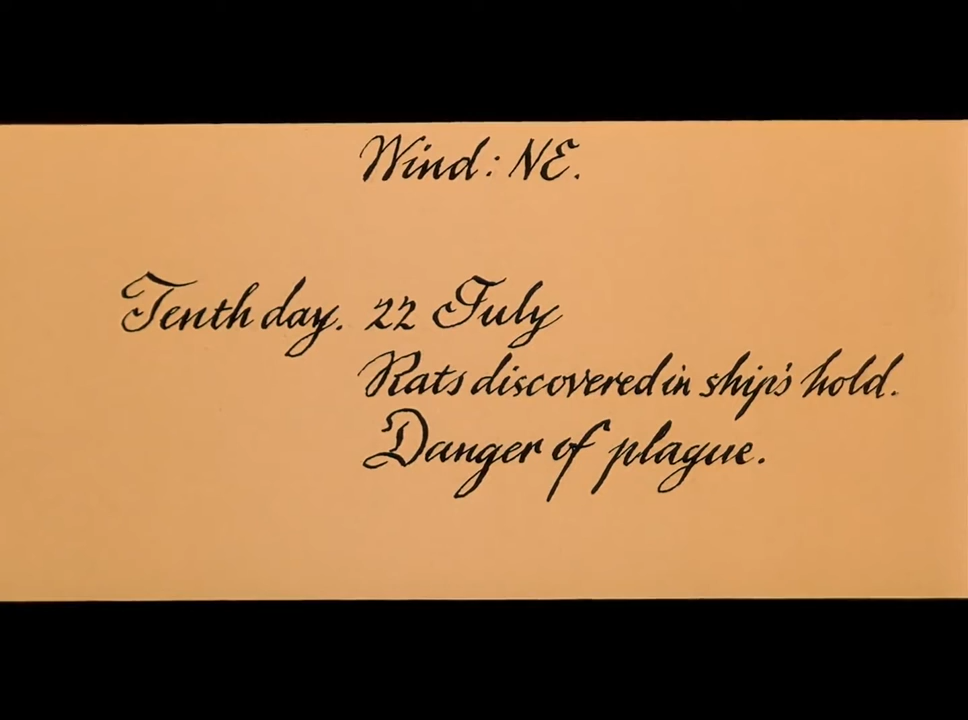 Wind: NE.
Tenth day. 22 July
Rats discovered in ship's hold.
Danger of plague.